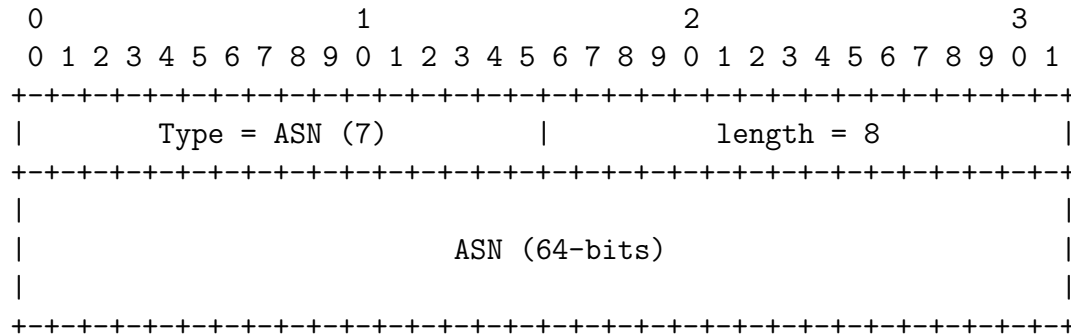 0                   1                   2                   3
 0 1 2 3 4 5 6 7 8 9 0 1 2 3 4 5 6 7 8 9 0 1 2 3 4 5 6 7 8 9 0 1
+-+-+-+-+-+-+-+-+-+-+-+-+-+-+-+-+-+-+-+-+-+-+-+-+-+-+-+-+-+-+-+-+
|        Type = ASN (7)         |          length = 8           |
+-+-+-+-+-+-+-+-+-+-+-+-+-+-+-+-+-+-+-+-+-+-+-+-+-+-+-+-+-+-+-+-+
|                                                               |
|                          ASN (64-bits)                        |
|                                                               |
+-+-+-+-+-+-+-+-+-+-+-+-+-+-+-+-+-+-+-+-+-+-+-+-+-+-+-+-+-+-+-+-+